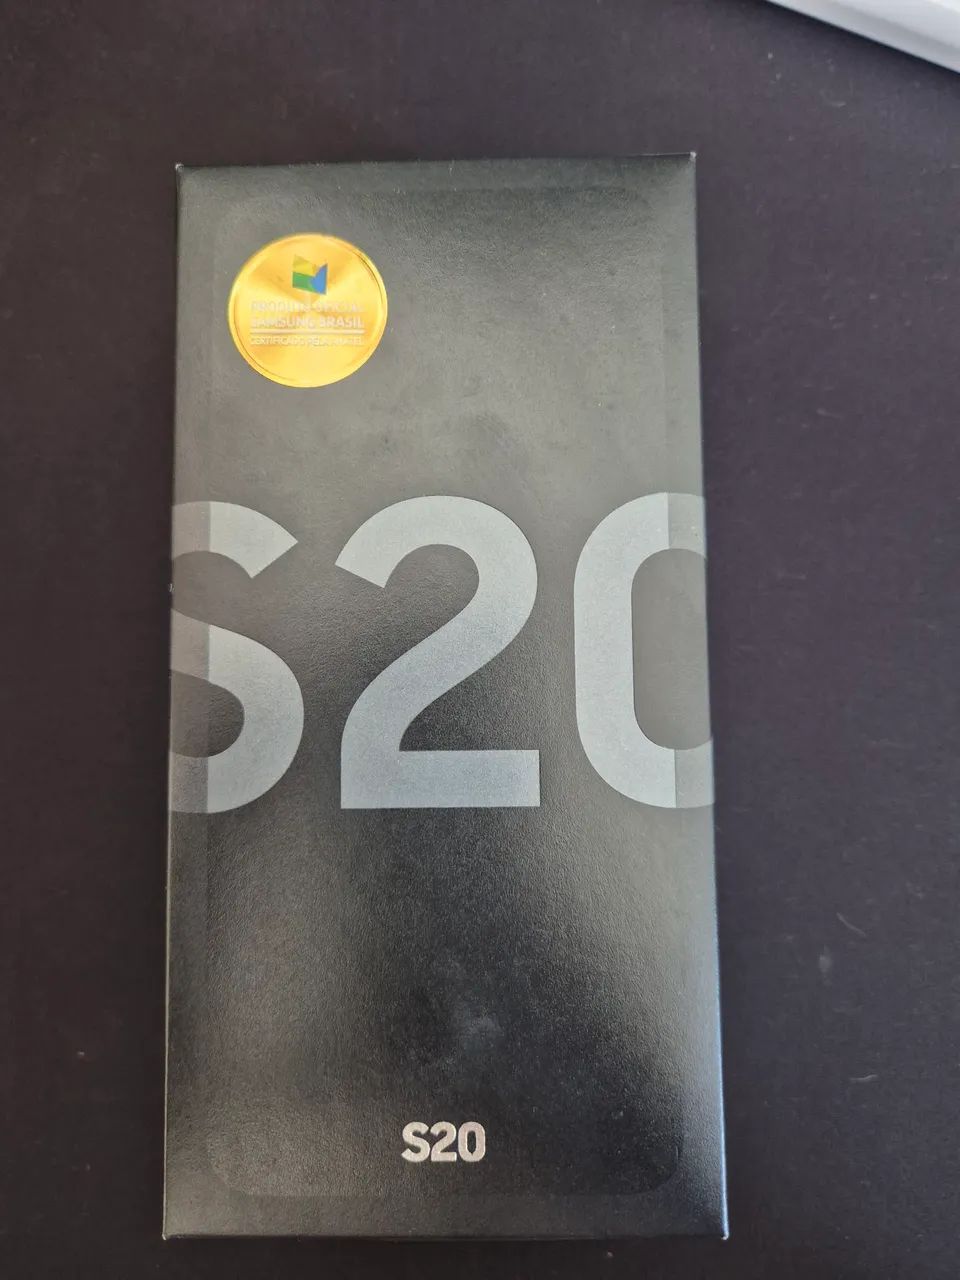 PRODUTO OFICIAL
SAMSUNG BRASIL
CERTIFICADO PELA ANATEL
S20
S20